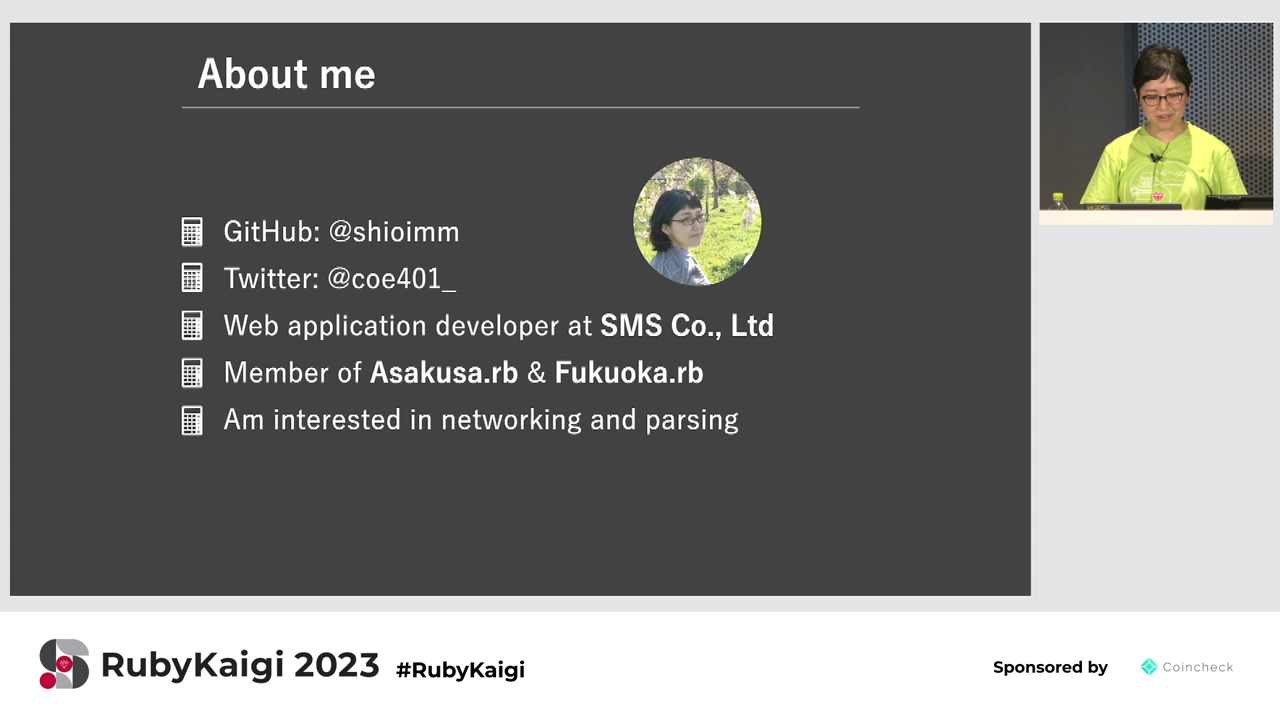 About me
GitHub: @shioimm
Twitter: @coe401_
Web application developer at SMS Co., Ltd
Member of Asakusa.rb & Fukuoka.rb
Am interested in networking and parsing
RubyKaigi 2023 #RubyKaigi
Sponsored by Coincheck